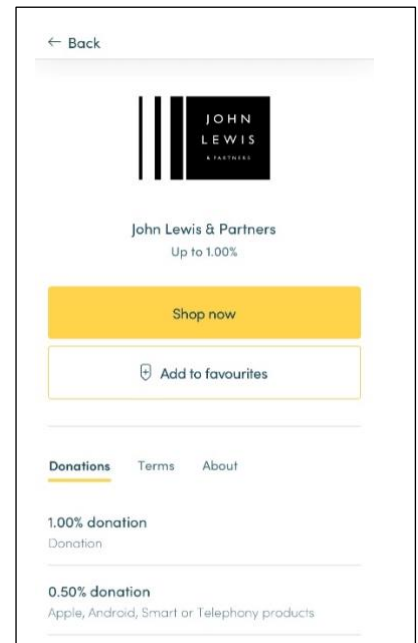 ← Back
JOHN
LEWIS
& PARTNERS
John Lewis & Partners
Up to 1.00%
Shop now
Add to favourites
Donations Terms About
1.00% donation
Donation
0.50% donation
Apple, Android, Smart or Telephony products